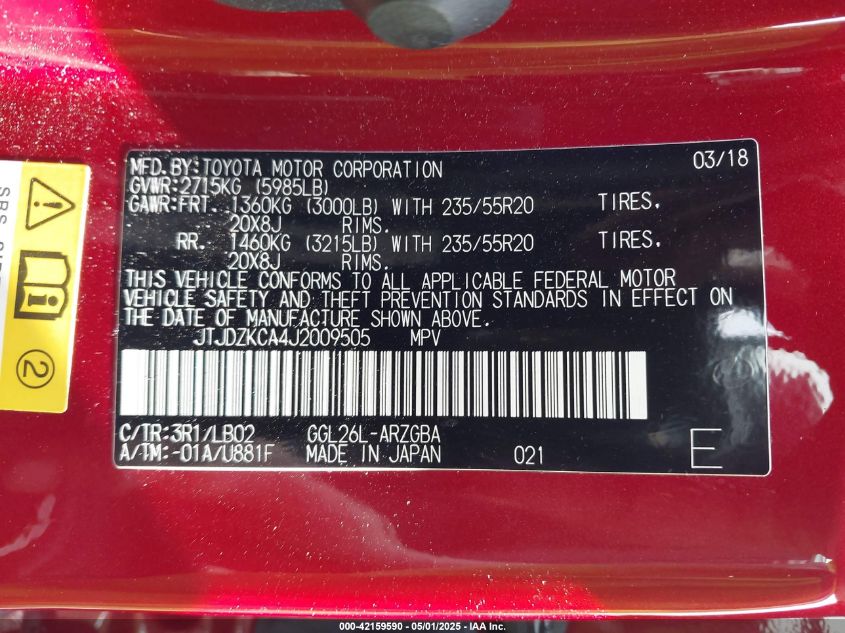 MFD.BY:TOYOTA MOTOR CORPORATION 03/18
GVWR:2715KG (5985LB)
GAWR:FRT. 1360KG (3000LB) WITH 235/55R20 TIRES.
20X8J RIMS.
RR. 1460KG (3215LB) WITH 235/55R20 TIRES.
20X8J RIMS.
THIS VEHICLE CONFORMS TO ALL APPLICABLE FEDERAL MOTOR
VEHICLE SAFETY AND THEFT PREVENTION STANDARDS IN EFFECT ON
THE DATE OF MANUFACTURE SHOWN ABOVE.
JTJDZKCA4J2009505 MPV
C/TR:3R1/LB02 GGL26L-ARZGBA
A/TM:-01A/U881F MADE IN JAPAN 021 E
2
000-42159590 - 05/01/2025 - IAA Inc.